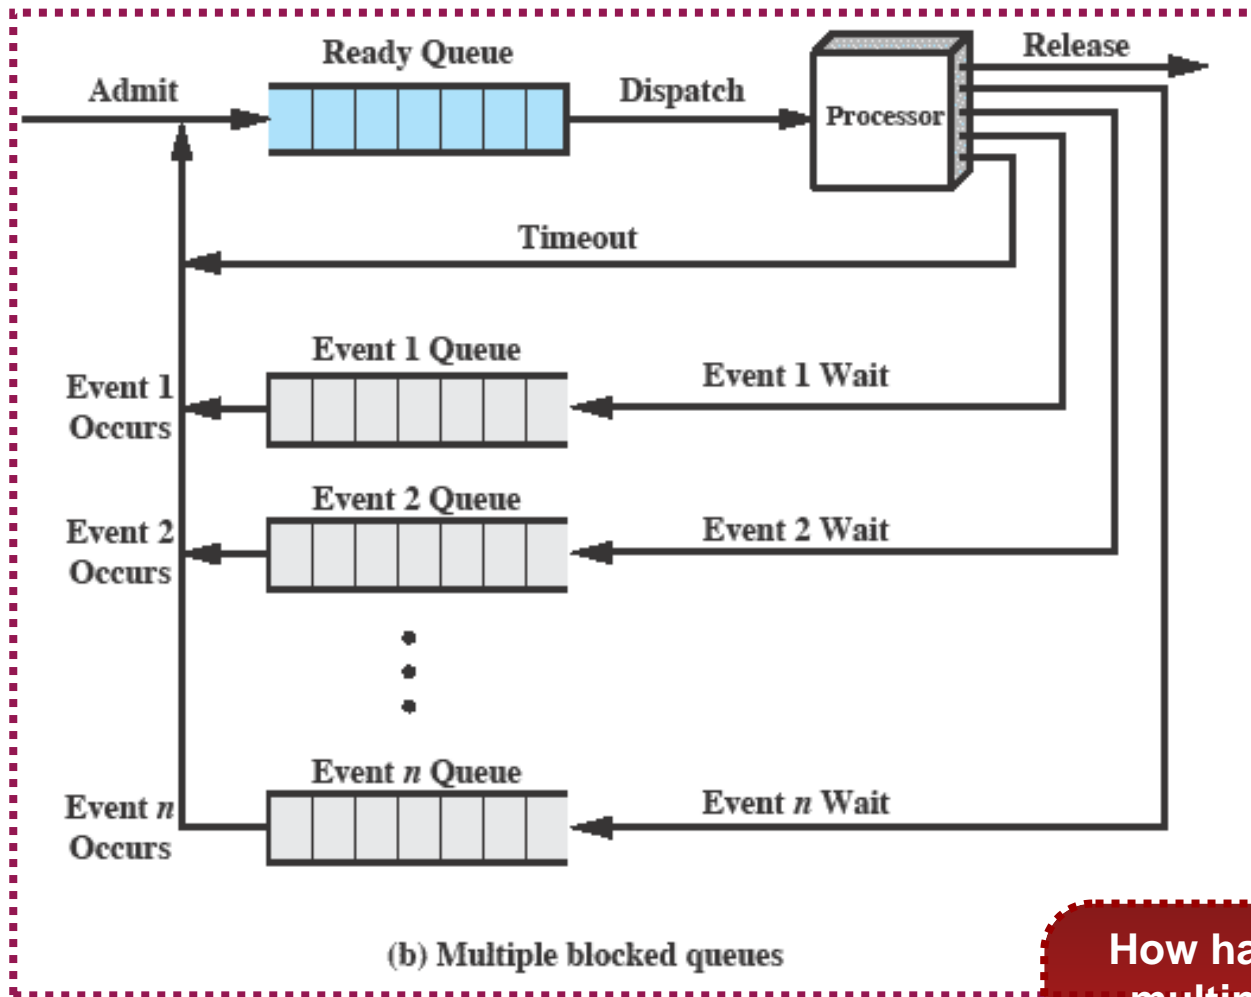 Ready Queue
Admit
Dispatch
Processor
Release
Timeout
Event 1 Queue
Event 1
Occurs
Event 1 Wait
Event 2 Queue
Event 2
Occurs
Event 2 Wait
Event n Queue
Event n
Occurs
Event n Wait
(b) Multiple blocked queues
How ha